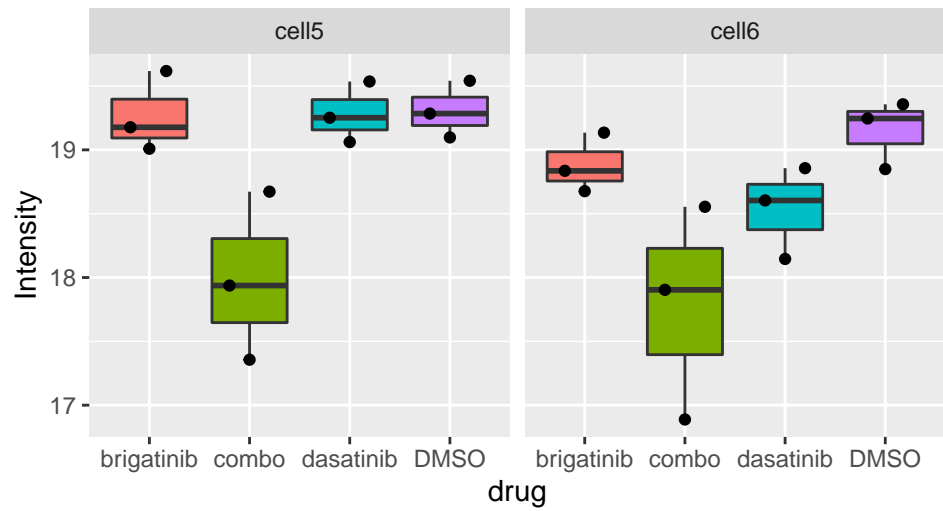 cell5 cell6
Intensity
19
18
17
brigatinib combo dasatinib DMSO brigatinib combo dasatinib DMSO
drug